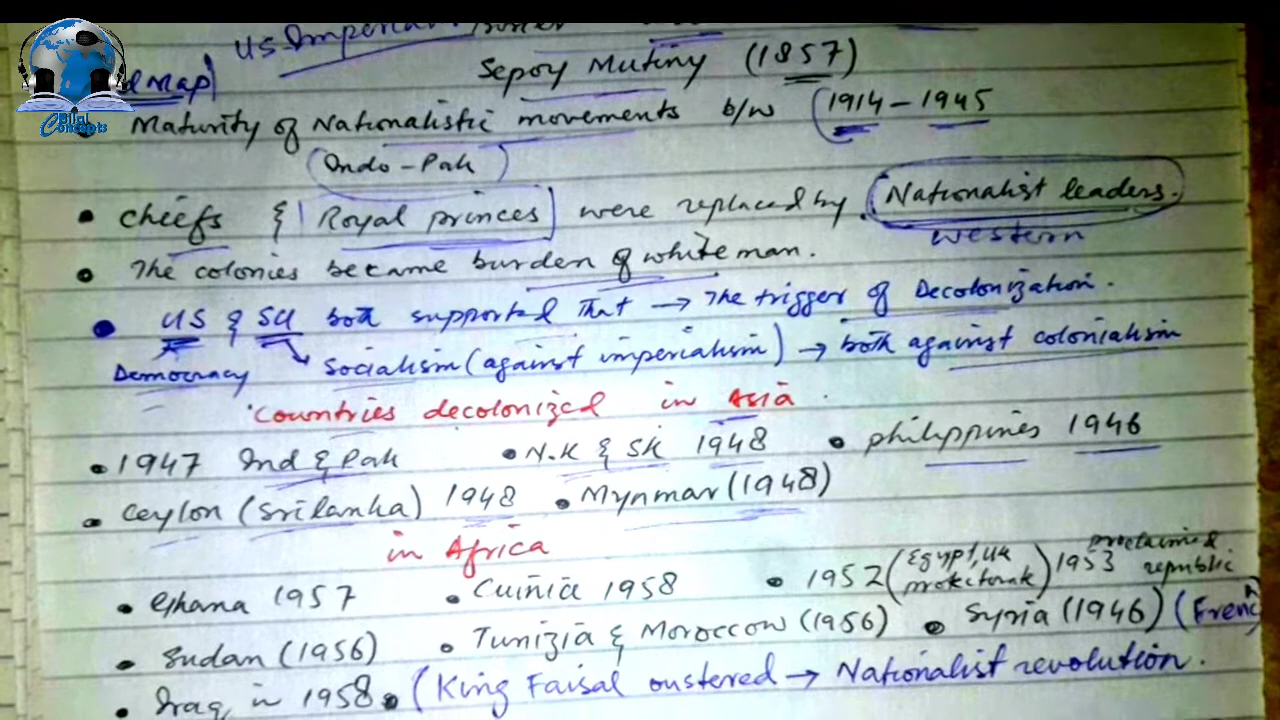 US Imperial
Sepoy Mutiny (1857)
d Map)
Bilal
Concepts
Maturity of Nationalistic movements b/w (1914 - 1945
(Indo - Pak)
• chiefs & Royal princes were replaced by Nationalist leaders.
western
• The colonies became burden of white man.
• US & SU both supported that → The trigger of Decolonization.
Democracy Socialism (against imperialism) → both against colonialism
Countries decolonized in Asia.
• 1947 Ind & Pak • N.K & SK 1948 • philippines 1946
• Ceylon (Srilanka) 1948 • Mynmar (1948)
in Africa
• Ghana 1957 • Cuinia 1958 • 1952 (Egypt, UK protectorak) 1953 proclaimed republic
• Sudan (1956) • Tunizia & Moroccow (1956) • Syria (1946) (French
• Iraq in 1958 • (King Faisal oustered → Nationalist revolution.